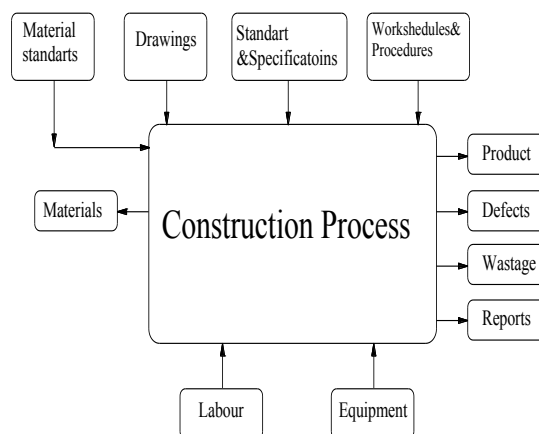 Material
standarts
Drawings
Standart
&Specificatoins
Workshedules&
Procedures
Product
Materials
Construction Process
Defects
Wastage
Reports
Labour
Equipment